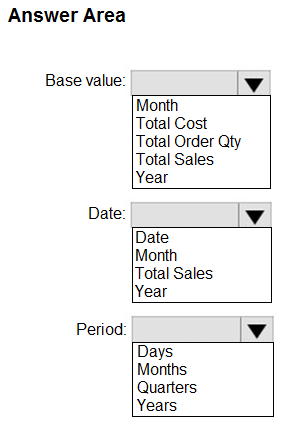 Answer Area
Base value:
Month
Total Cost
Total Order Qty
Total Sales
Year
Date:
Date
Month
Total Sales
Year
Period:
Days
Months
Quarters
Years